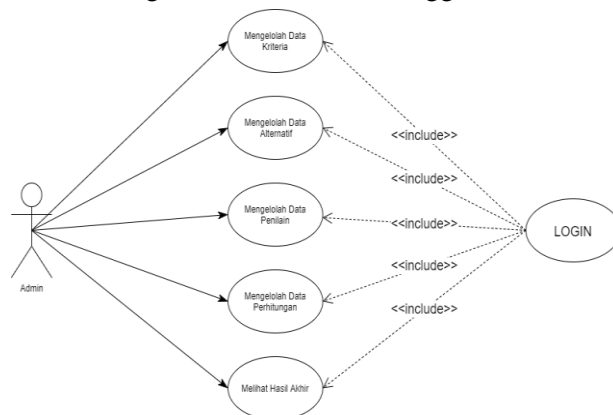 Mengelolah Data
Kriteria
Mengelolah Data
Alternatif
<<include>>
<<include>>
Mengelolah Data
Penilain
<<include>>
LOGIN
Admin
<<include>>
Mengelolah Data
Perhitungan
<<include>>
Melihat Hasil Akhir